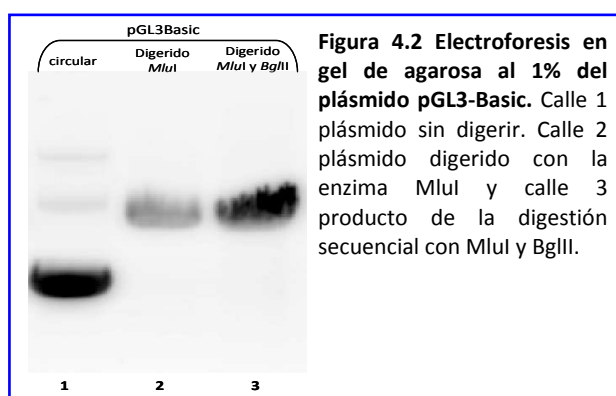 pGL3Basic
circular
Digerido
MluI
Digerido
MluI y BglII
1 2 3
Figura 4.2 Electroforesis en
gel de agarosa al 1% del
plásmido pGL3-Basic. Calle 1
plásmido sin digerir. Calle 2
plásmido digerido con la
enzima MluI y calle 3
producto de la digestión
secuencial con MluI y BglII.